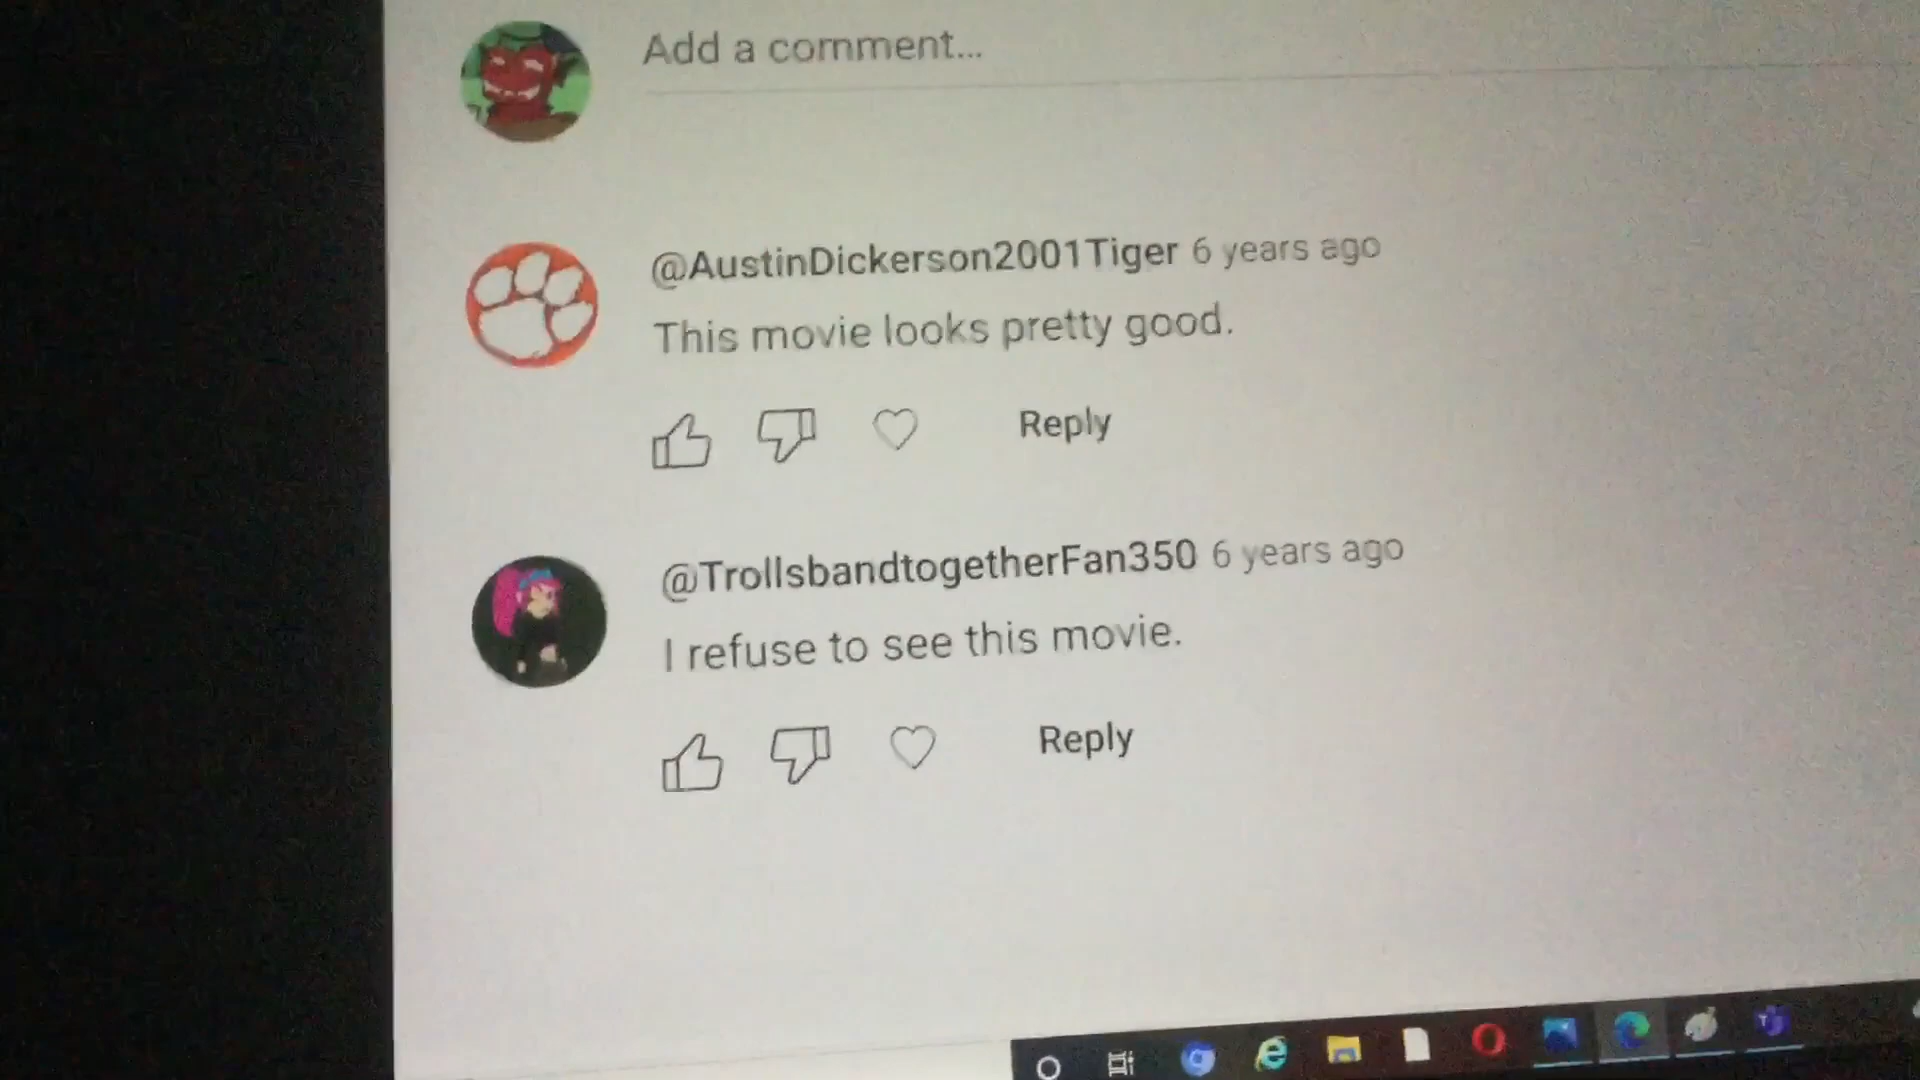 Add a comment...
@AustinDickerson2001Tiger 6 years ago
This movie looks pretty good.
Reply
@TrollsbandtogetherFan350 6 years ago
I refuse to see this movie.
Reply